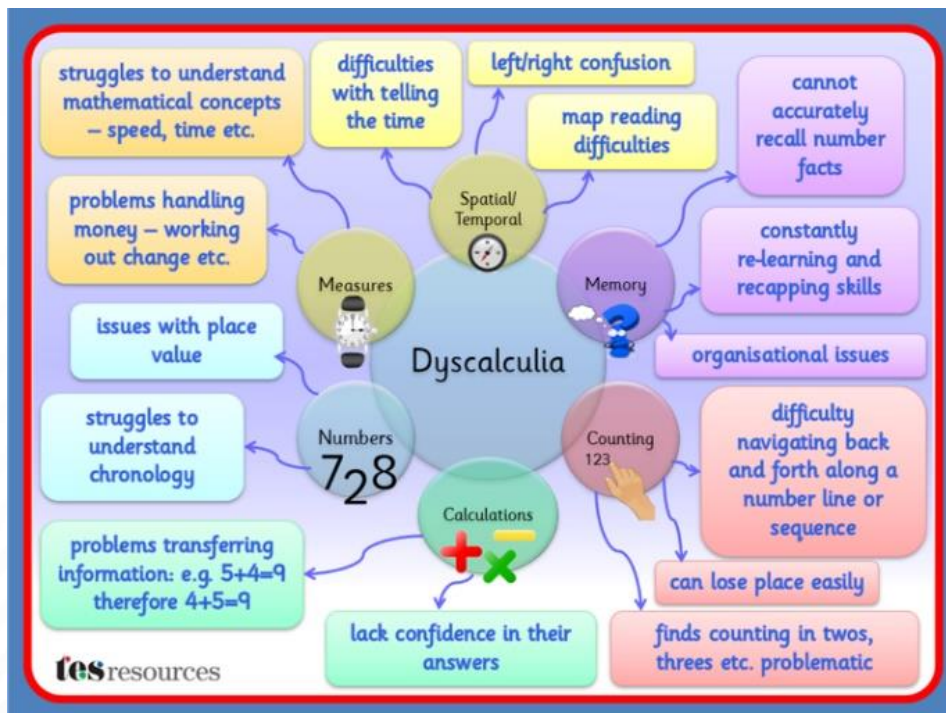 struggles to understand
mathematical concepts
– speed, time etc.
difficulties
with telling
the time
left/right confusion
map reading
difficulties
cannot
accurately
recall number
facts
Spatial/
Temporal
problems handling
money – working
out change etc.
Measures
Memory
constantly
re-learning and
recapping skills
organisational issues
issues with place
value
Dyscalculia
struggles to
understand
chronology
Numbers
728
Counting
123
difficulty
navigating back
and forth along a
number line or
sequence
Calculations
problems transferring
information: e.g. 5+4=9
therefore 4+5=9
can lose place easily
lack confidence in their
answers
finds counting in twos,
threes etc. problematic
tes resources